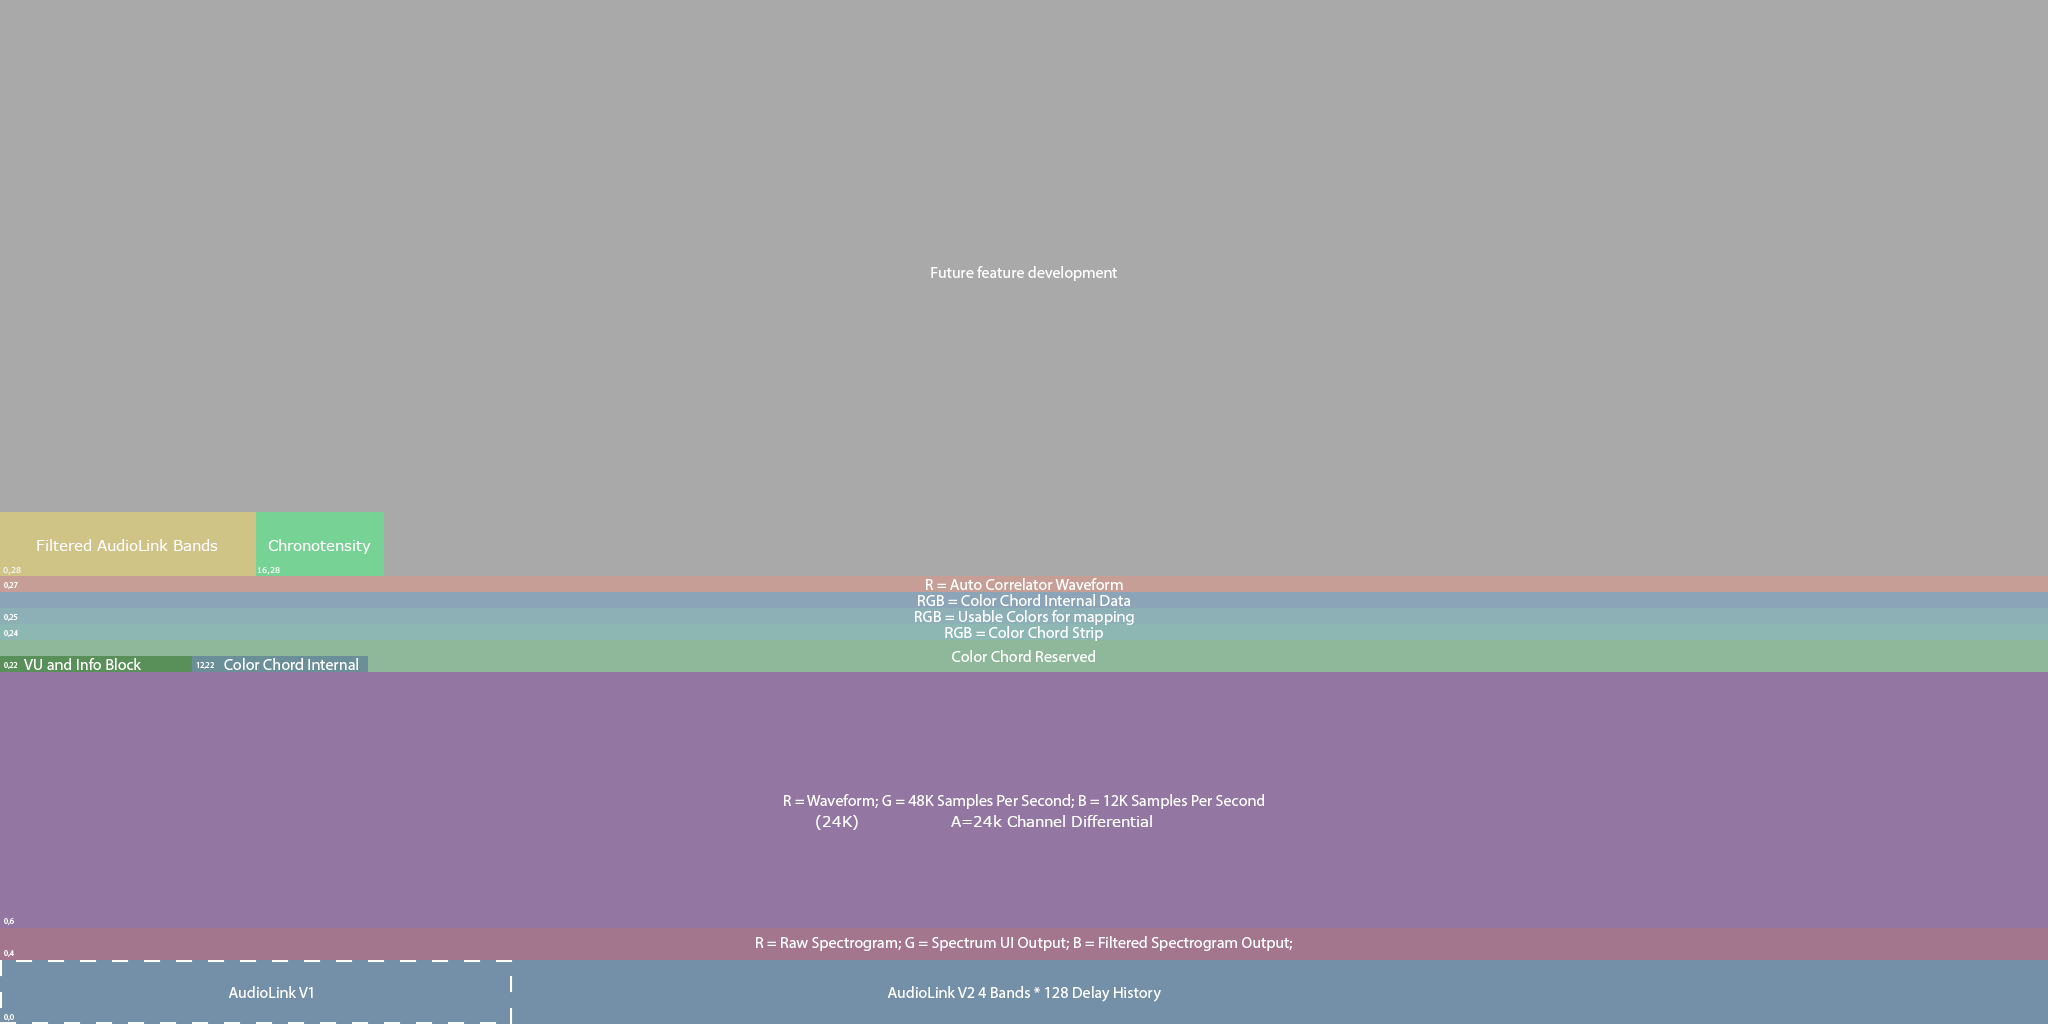 Future feature development
Filtered AudioLink Bands
Chronotensity
0,28
16,28
0,27
R = Auto Correlator Waveform
RGB = Color Chord Internal Data
0,25
RGB = Usable Colors for mapping
0,24
RGB = Color Chord Strip
Color Chord Reserved
0,22 VU and Info Block
12,22 Color Chord Internal
R = Waveform; G = 48K Samples Per Second; B = 12K Samples Per Second
(24K) A=24k Channel Differential
0,6
R = Raw Spectrogram; G = Spectrum UI Output; B = Filtered Spectrogram Output;
0,4
AudioLink V1
AudioLink V2 4 Bands * 128 Delay History
0,0